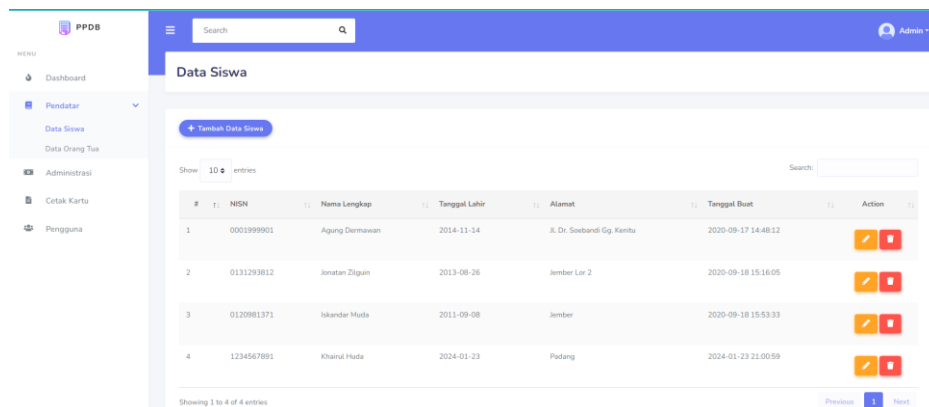 PPDB
Search
Admin
MENU
Dashboard
Data Siswa
Pendatar
Data Siswa
Data Orang Tua
Administrasi
Cetak Kartu
Pengguna
+ Tambah Data Siswa
Show 10 entries
Search:
# NISN Nama Lengkap Tanggal Lahir Alamat Tanggal Buat Action
1 0001999901 Agung Dermawan 2014-11-14 Jl. Dr. Soebandi Gg. Kenitu 2020-09-17 14:48:12
2 0131293812 Jonatan Zilguin 2013-08-26 Jember Lor 2 2020-09-18 15:16:05
3 0120981371 Iskandar Muda 2011-09-08 Jember 2020-09-18 15:53:33
4 1234567891 Khairul Huda 2024-01-23 Padang 2024-01-23 21:00:59
Showing 1 to 4 of 4 entries
Previous 1 Next